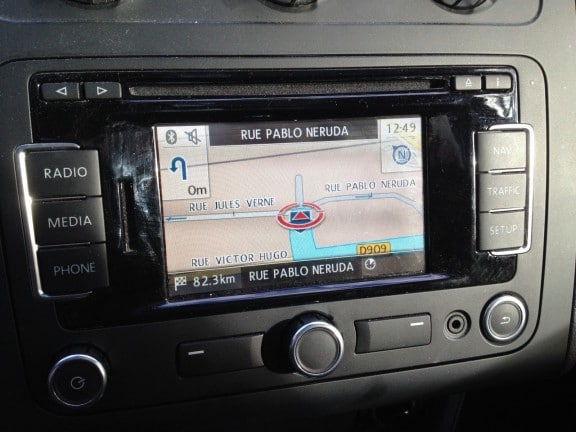 RUE PABLO NERUDA
12:49
N
0m
RADIO
NAV
RUE PABLO NERUDA
TRAFFIC
RUE JULES VERNE
MEDIA
SETUP
RUE VICTOR HUGO
D909
PHONE
82.3km
RUE PABLO NERUDA